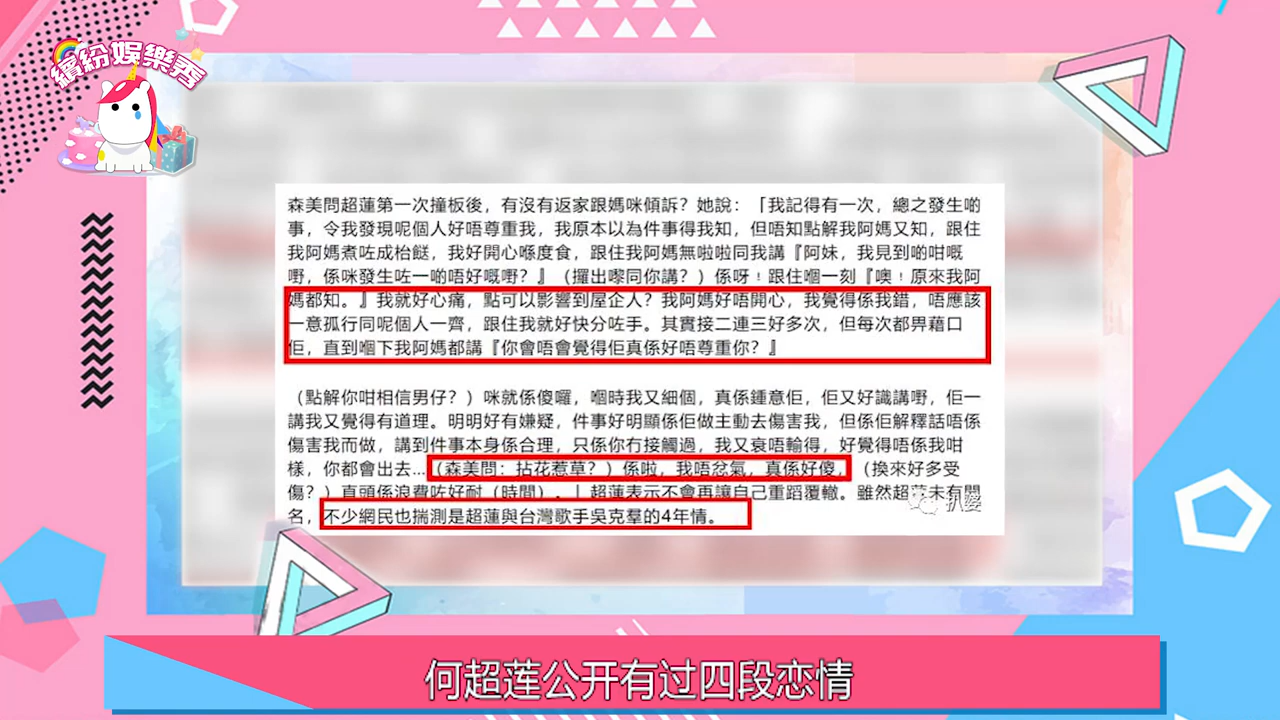 繽紛娛樂秀
森美問超蓮第一次撞板後，有沒有返家跟媽咪傾訴？她說：「我記得有一次，總之發生啲
事，令我發現呢個人好唔尊重我，我原本以為件事得我知，但唔知點解我阿媽又知，跟住
我阿媽煮咗成枱餸，我好開心喺度食，跟住我阿媽無啦啦同我講『阿妹，我見到啲咁嘅
嘢，係咪發生咗一啲唔好嘅嘢？』（攞出嚟同你講？）係呀！跟住嗰一刻『噢！原來我阿
媽都知。』我就好心痛，點可以影響到屋企人？我阿媽好唔開心，我覺得係我錯，唔應該
一意孤行同呢個人一齊，跟住我就好快分咗手。其實接二連三好多次，但每次都畀藉口
佢，直到嗰下我阿媽都講『你會唔會覺得佢真係好唔尊重你？』
（點解你咁相信男仔？）咪就係傻囉，嗰時我又細個，真係鍾意佢，佢又好識講嘢，佢一
講我又覺得有道理。明明好有嫌疑，件事好明顯係佢做主動去傷害我，但係佢解釋話唔係
傷害我而做，講到件事本身係合理，只係你冇接觸過，我又衰唔輸得，好覺得唔係我咁
樣，你都會出去...（森美問：拈花惹草？）係啦，我唔忿氣，真係好傻，（換來好多受
傷？）直頭係浪費咗好耐（時間）。」超蓮表示不會再讓自己重蹈覆轍。雖然超蓮未有開
名，不少網民也揣測是超蓮與台灣歌手吳克羣的4年情。
扒婆
何超莲公开有过四段恋情